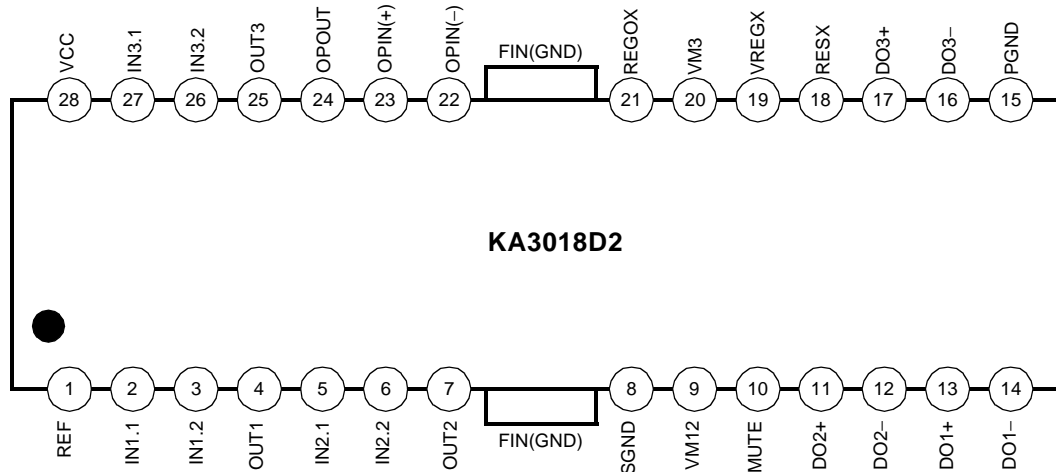 VCC IN3.1 IN3.2 OUT3 OPOUT OPIN(+) OPIN(−) FIN(GND) REGOX VM3 VREGX RESX DO3+ DO3− PGND
28 27 26 25 24 23 22 21 20 19 18 17 16 15
KA3018D2
1 2 3 4 5 6 7 8 9 10 11 12 13 14
REF IN1.1 IN1.2 OUT1 IN2.1 IN2.2 OUT2 FIN(GND) SGND VM12 MUTE DO2+ DO2− DO1+ DO1−